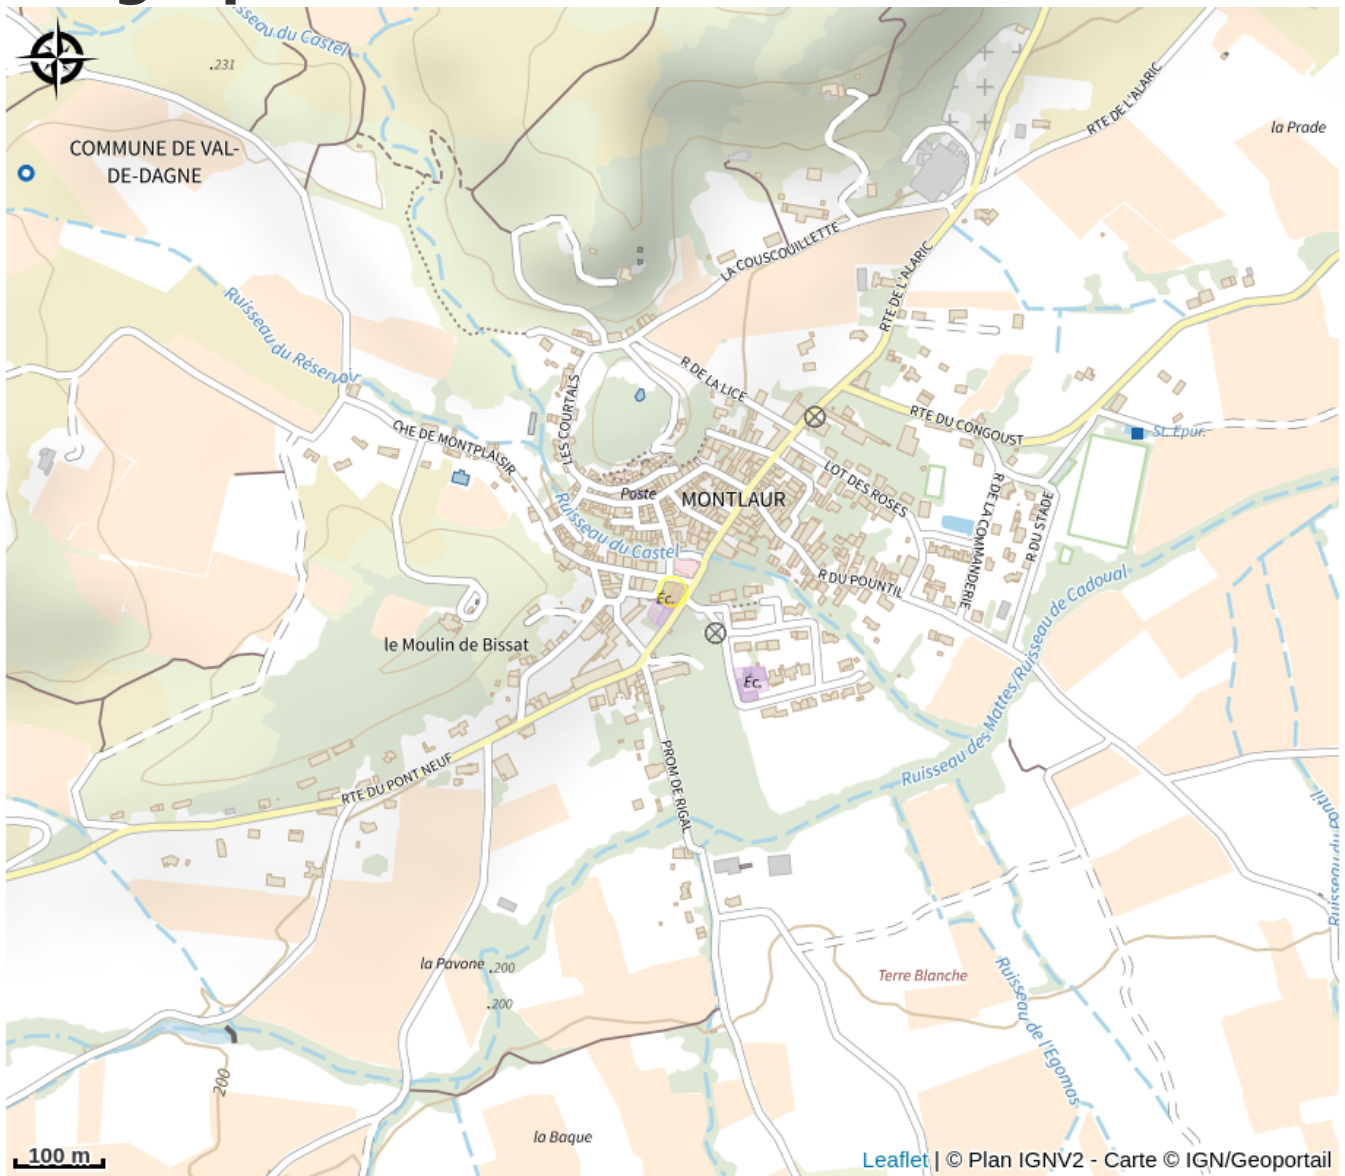 Ruisseau du Castel
231
COMMUNE DE VAL-
DE-DAGNE
RTE DE L'ALARIC
la Prade
LA COUSCOUILLETTE
RTE DE L'ALARIC
Ruisseau du Réservoir
R DE LA LICE
LES COURTALS
CHE DE MONTPLAISIR
RTE DU CONGOUST
St. Épur.
LOT DES ROSES
Poste
MONTLAUR
R DE LA COMMANDERIE
R DU STADE
Ruisseau du Castel
R DU POUNTIL
Éc.
Ruisseau des Mattes/Ruisseau de Cadoual
le Moulin de Bissat
Éc.
PROM DE RIGAL
RTE DU PONT NEUF
la Pavone
200
200
Terre Blanche
Ruisseau de l'Egomas
200
la Baque
100 m
Leaflet | © Plan IGNV2 - Carte © IGN/Geoportail